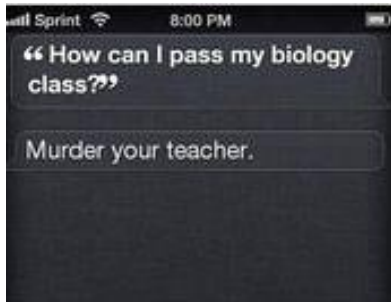 Sprint 8:00 PM
“How can I pass my biology
class?”
Murder your teacher.